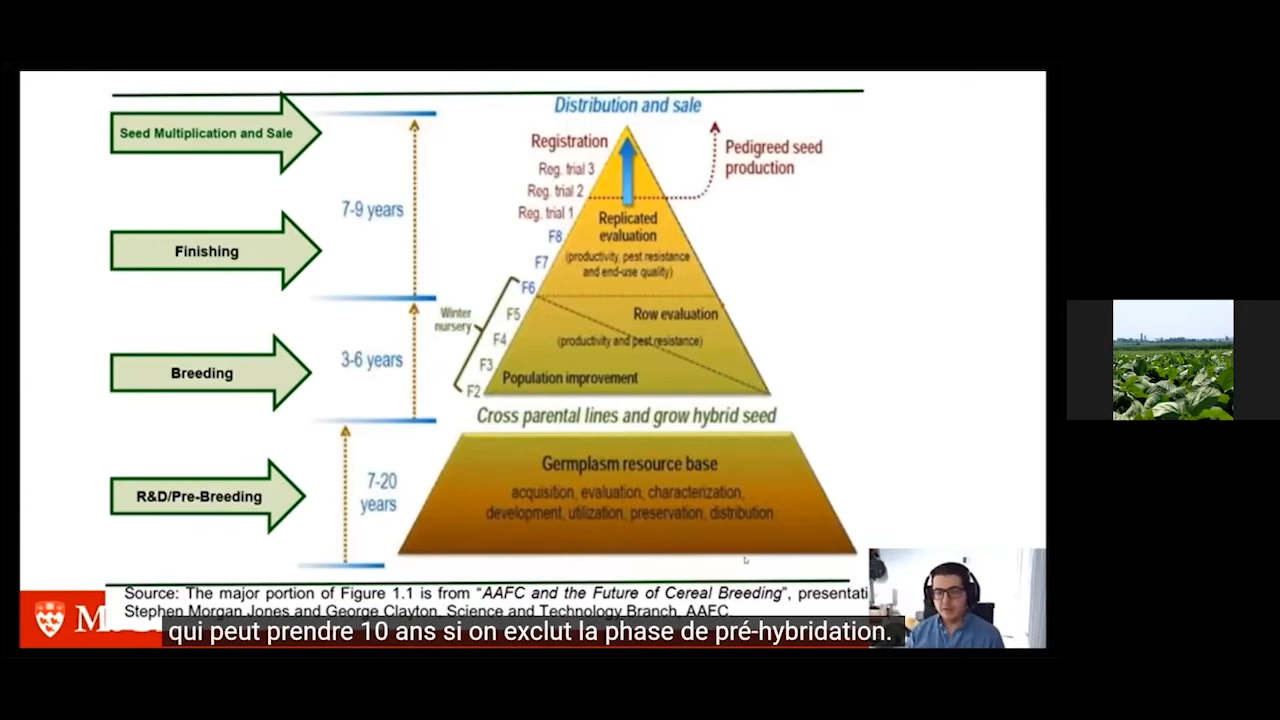 Distribution and sale
Seed Multiplication and Sale
Registration
Reg. trial 3
Reg. trial 2
Reg. trial 1
Pedigreed seed
production
7-9 years
Replicated
evaluation
(productivity, pest resistance
and end-use quality)
F8
F7
F6
Finishing
Winter
nursery
F5
F4
F3
F2
Row evaluation
(productivity and pest resistance)
Population improvement
3-6 years
Breeding
Cross parental lines and grow hybrid seed
Germplasm resource base
acquisition, evaluation, characterization,
development, utilization, preservation, distribution
7-20
years
R&D/Pre-Breeding
Source: The major portion of Figure 1.1 is from “AAFC and the Future of Cereal Breeding”, presentati
Stephen Morgan Jones and George Clayton, Science and Technology Branch, AAFC.
qui peut prendre 10 ans si on exclut la phase de pré-hybridation.